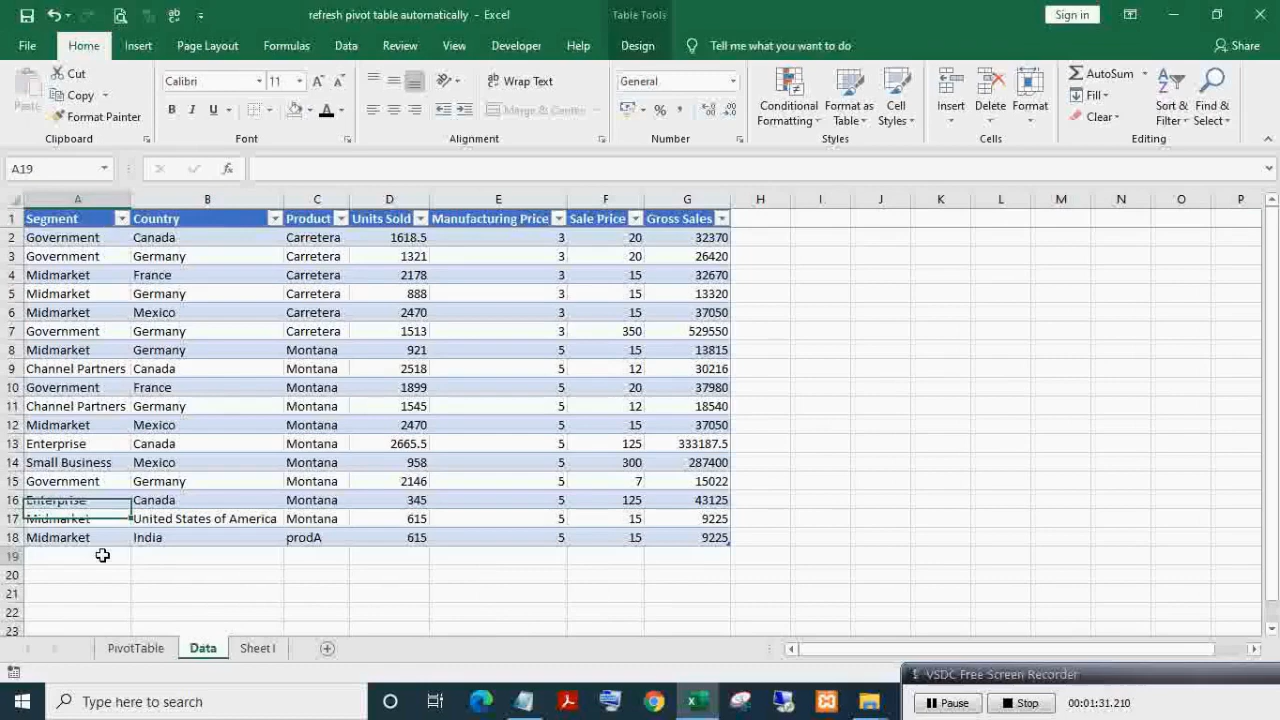 refresh pivot table automatically - Excel
Table Tools
Sign in
File Home Insert Page Layout Formulas Data Review View Developer Help Design Tell me what you want to do Share
Paste
Cut
Copy
Format Painter
Clipboard
Calibri 11
B I U
Font
Wrap Text
Merge & Center
Alignment
General
% ,
Number
Conditional Formatting
Format as Table
Cell Styles
Styles
Insert Delete Format
Cells
AutoSum
Fill
Clear
Sort & Filter
Find & Select
Editing
A19 fx
A B C D E F G H I J K L M N O P
1 Segment Country Product Units Sold Manufacturing Price Sale Price Gross Sales
2 Government Canada Carretera 1618.5 3 20 32370
3 Government Germany Carretera 1321 3 20 26420
4 Midmarket France Carretera 2178 3 15 32670
5 Midmarket Germany Carretera 888 3 15 13320
6 Midmarket Mexico Carretera 2470 3 15 37050
7 Government Germany Carretera 1513 3 350 529550
8 Midmarket Germany Montana 921 5 15 13815
9 Channel Partners Canada Montana 2518 5 12 30216
10 Government France Montana 1899 5 20 37980
11 Channel Partners Germany Montana 1545 5 12 18540
12 Midmarket Mexico Montana 2470 5 15 37050
13 Enterprise Canada Montana 2665.5 5 125 333187.5
14 Small Business Mexico Montana 958 5 300 287400
15 Government Germany Montana 2146 5 7 15022
16 Enterprise Canada Montana 345 5 125 43125
17 Midmarket United States of America Montana 615 5 15 9225
18 Midmarket India prodA 615 5 15 9225
19
20
21
22
23
PivotTable Data Sheet1
VSDC Free Screen Recorder
Pause Stop 00:01:31.210
Type here to search